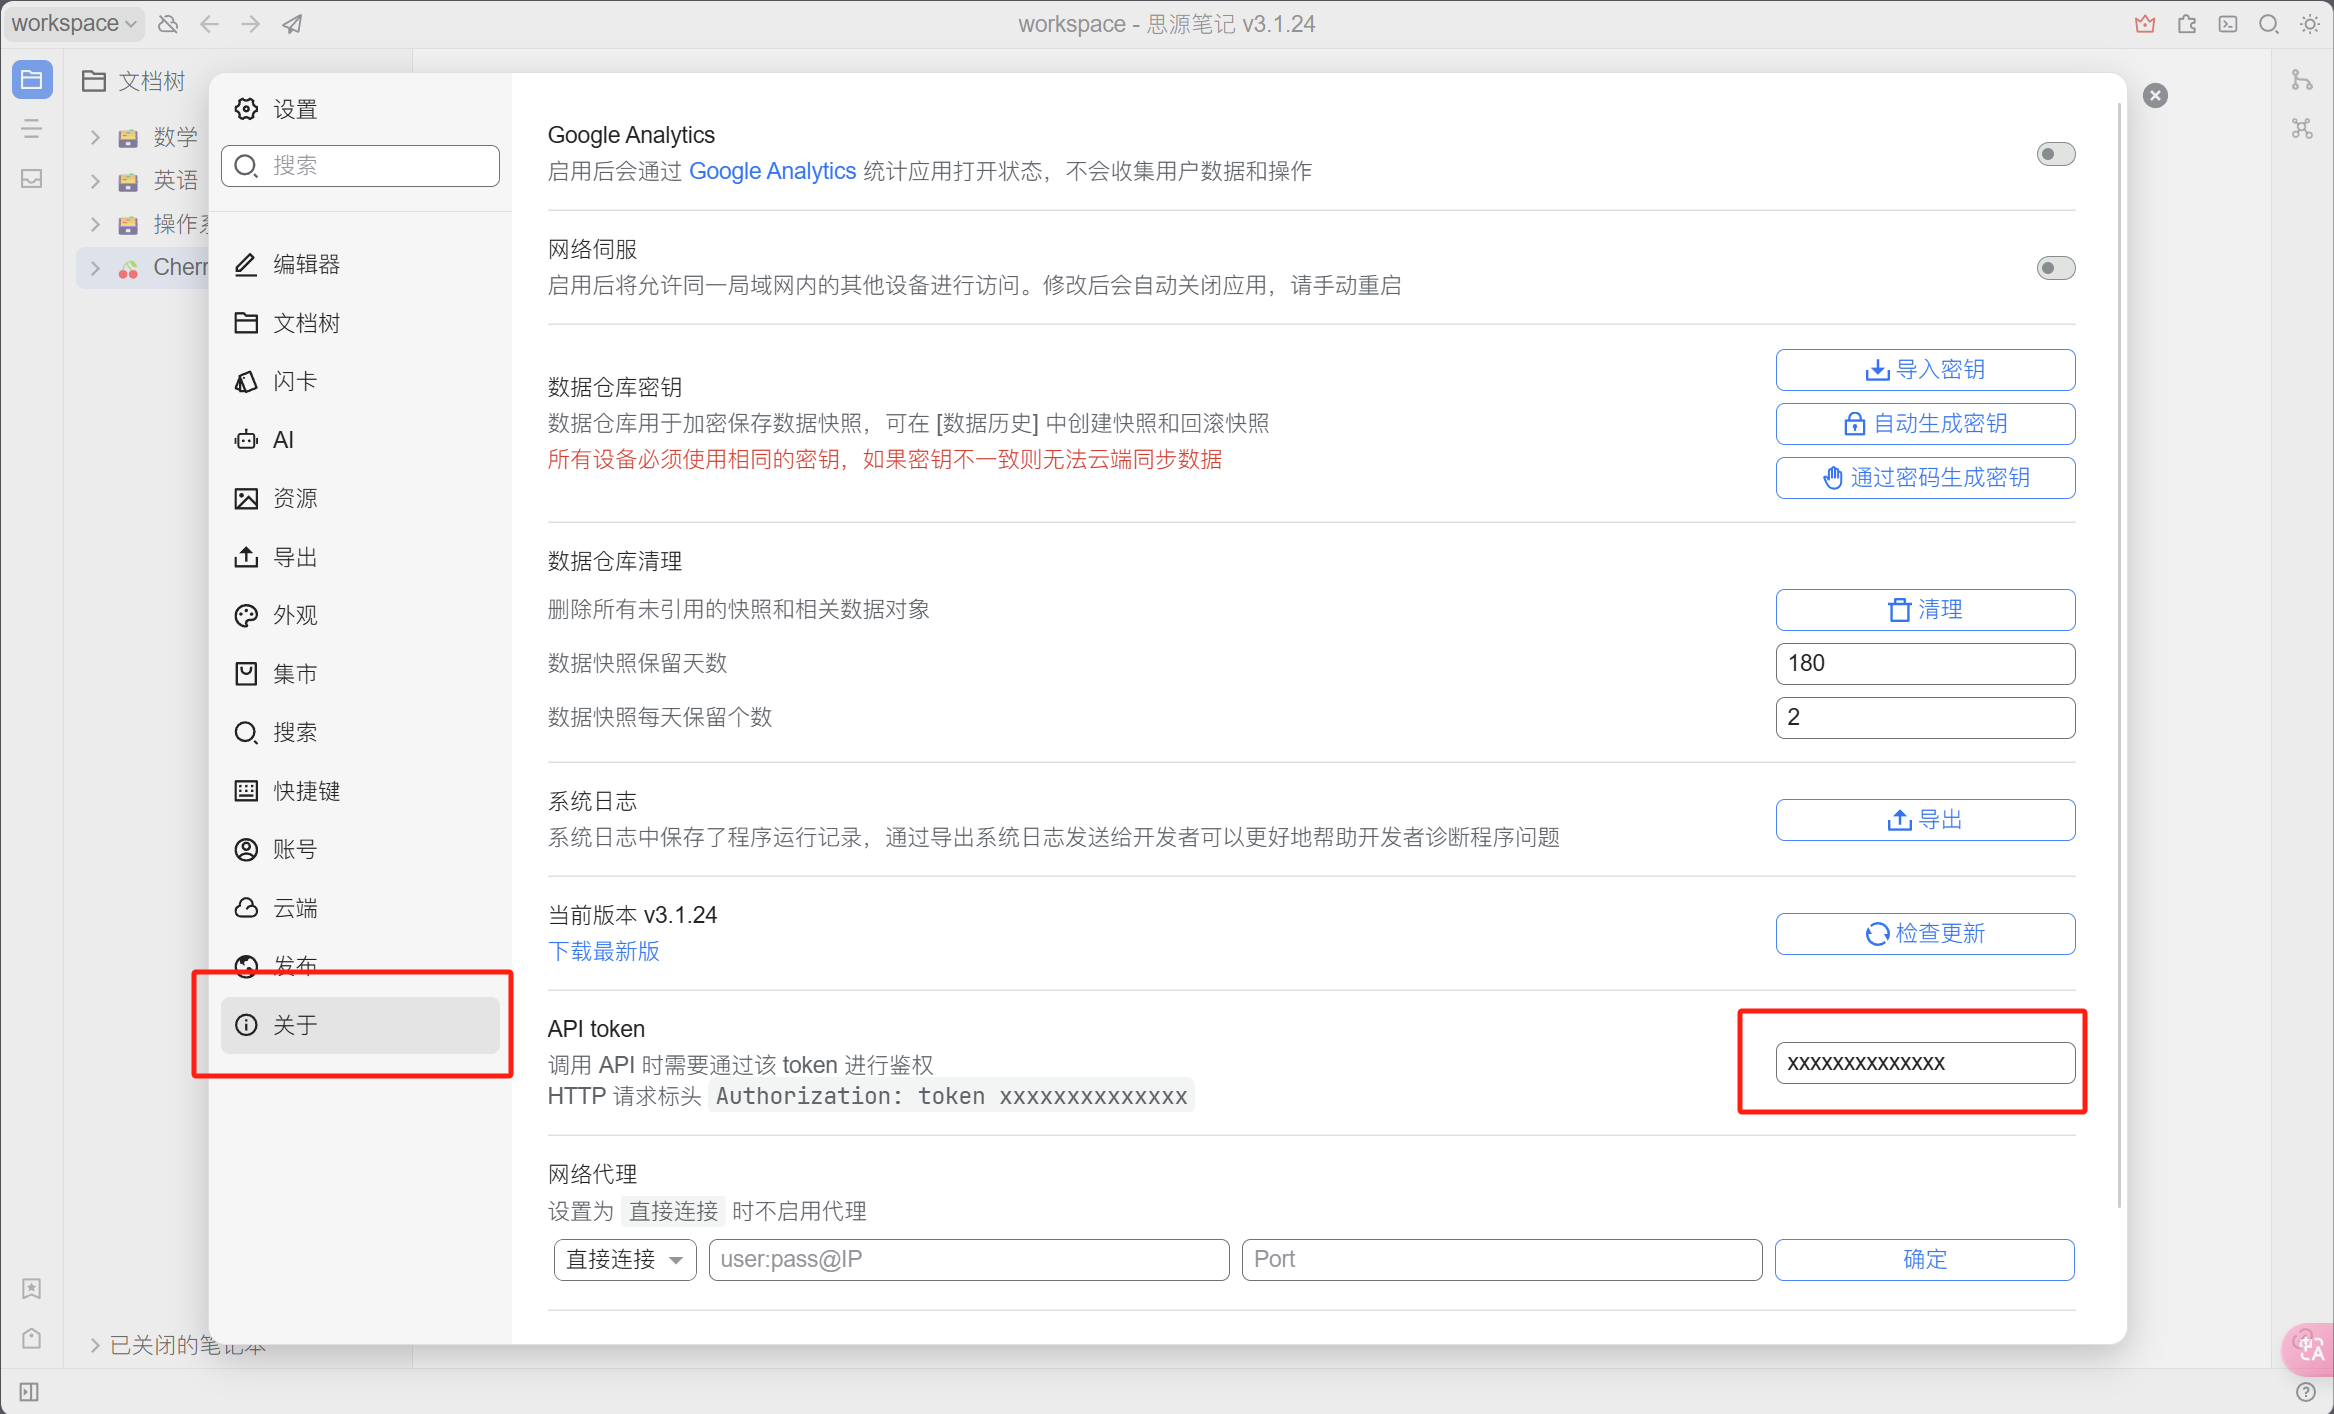 workspace
workspace - 思源笔记 v3.1.24
文档树
数学
英语
操作系
Cherr
已关闭的笔记本
设置
搜索
编辑器
文档树
闪卡
AI
资源
导出
外观
集市
搜索
快捷键
账号
云端
发布
关于
Google Analytics
启用后会通过 Google Analytics 统计应用打开状态，不会收集用户数据和操作
网络伺服
启用后将允许同一局域网内的其他设备进行访问。修改后会自动关闭应用，请手动重启
数据仓库密钥
数据仓库用于加密保存数据快照，可在 [数据历史] 中创建快照和回滚快照
所有设备必须使用相同的密钥，如果密钥不一致则无法云端同步数据
导入密钥
自动生成密钥
通过密码生成密钥
数据仓库清理
删除所有未引用的快照和相关数据对象
清理
数据快照保留天数
180
数据快照每天保留个数
2
系统日志
系统日志中保存了程序运行记录，通过导出系统日志发送给开发者可以更好地帮助开发者诊断程序问题
导出
当前版本 v3.1.24
下载最新版
检查更新
API token
调用 API 时需要通过该 token 进行鉴权
HTTP 请求标头 Authorization: token xxxxxxxxxxxxxx
xxxxxxxxxxxxxx
网络代理
设置为 直接连接 时不启用代理
直接连接
user:pass@IP
Port
确定